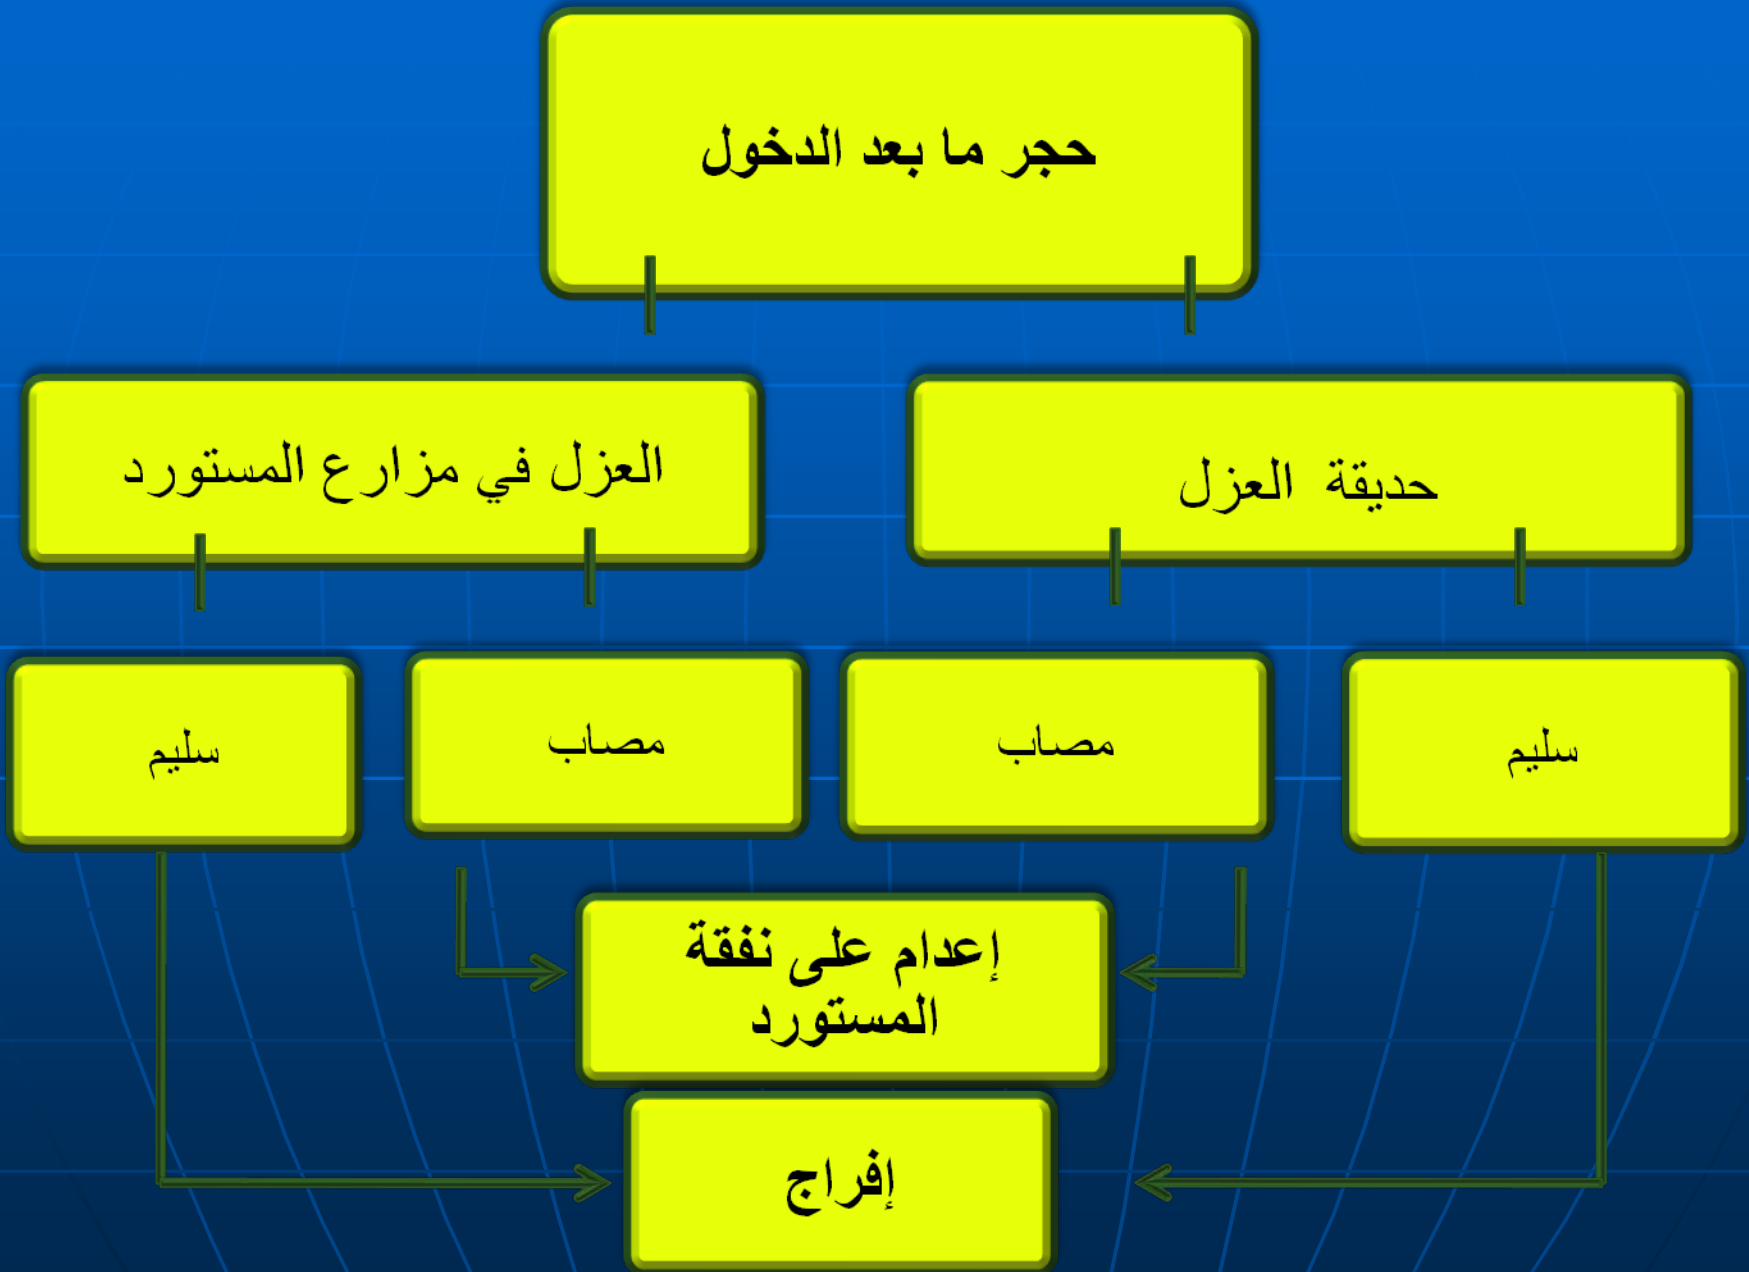 حجر ما بعد الدخول
حديقة العزل
العزل في مزارع المستورد
سليم
مصاب
مصاب
سليم
إعدام على نفقة
المستورد
إفراج